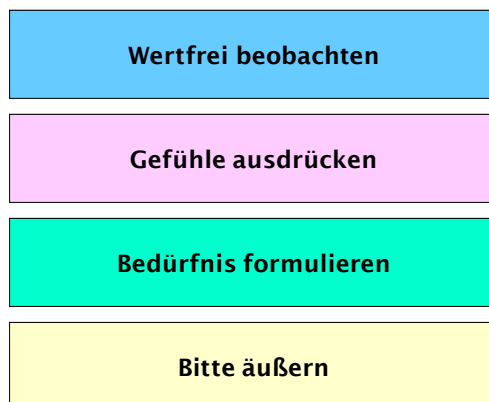 Wertfrei beobachten
Gefühle ausdrücken
Bedürfnis formulieren
Bitte äußern